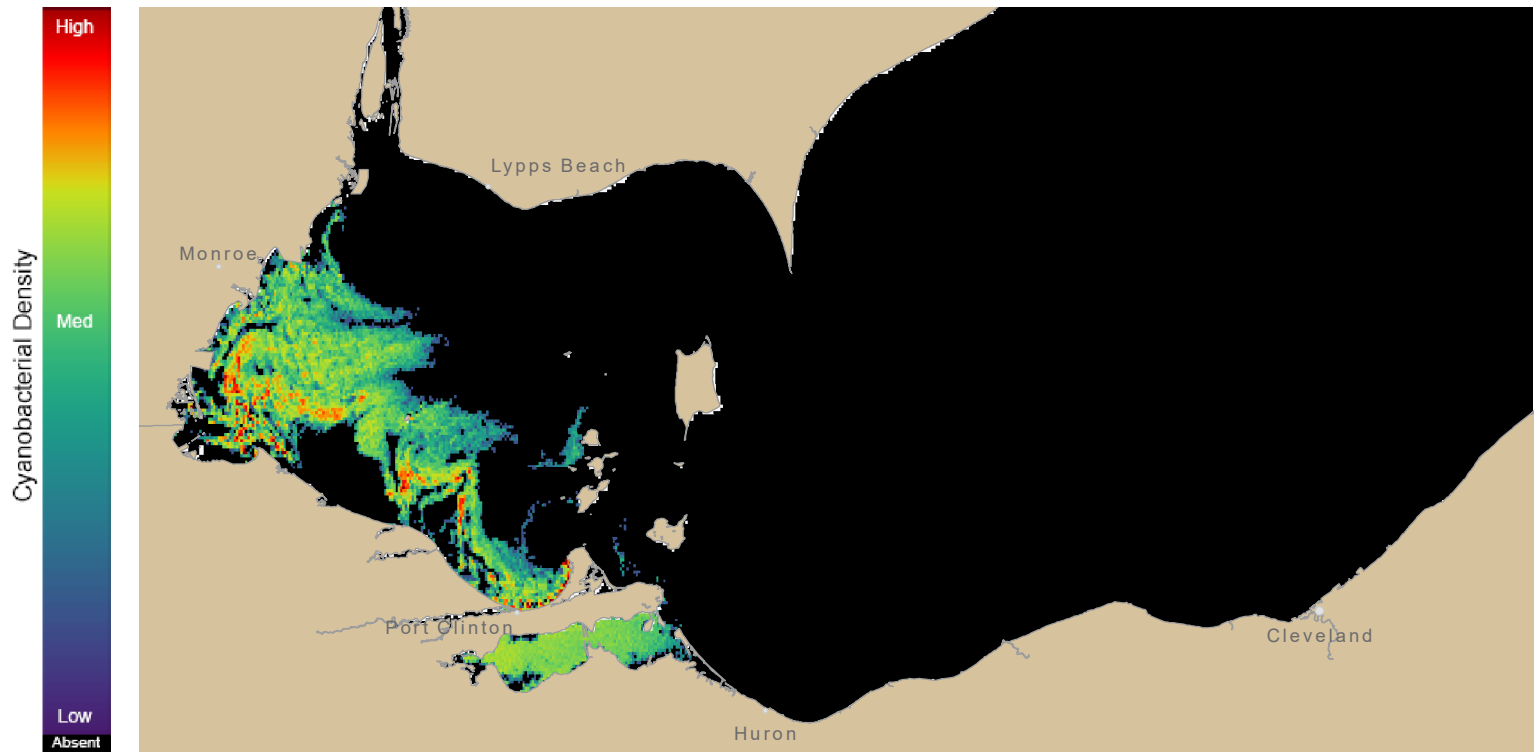 High
Med
Low
Absent
Cyanobacterial Density
Lypps Beach
Monroe
Port Clinton
Cleveland
Huron